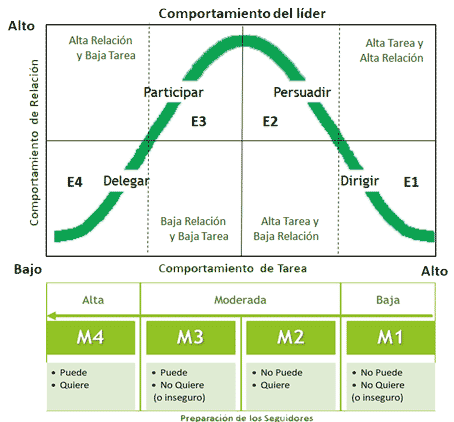 Comportamiento del líder
Alto
Alta Relación
y Baja Tarea
Alta Tarea y
Alta Relación
Participar
Persuadir
E3
E2
Comportamiento de Relación
E4
Delegar
Dirigir
E1
Baja Relación
y Baja Tarea
Alta Tarea y
Baja Relación
Bajo
Comportamiento de Tarea
Alto
Alta
Moderada
Baja
M4
M3
M2
M1
• Puede
• Quiere
• Puede
• No Quiere
(o inseguro)
• No Puede
• Quiere
• No Puede
• No Quiere
(o inseguro)
Preparación de los Seguidores